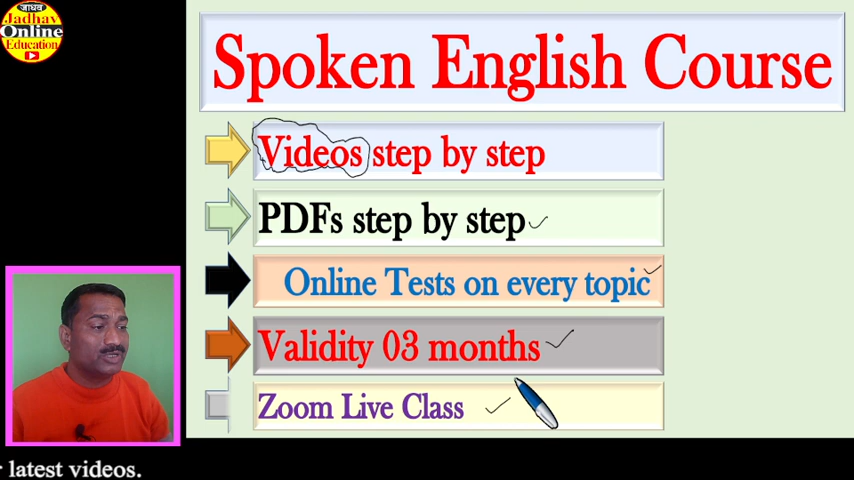 जाधव
Jadhav
Online
Education
Spoken English Course
Videos step by step
PDFs step by step
Online Tests on every topic
Validity 03 months
Zoom Live Class
latest videos.